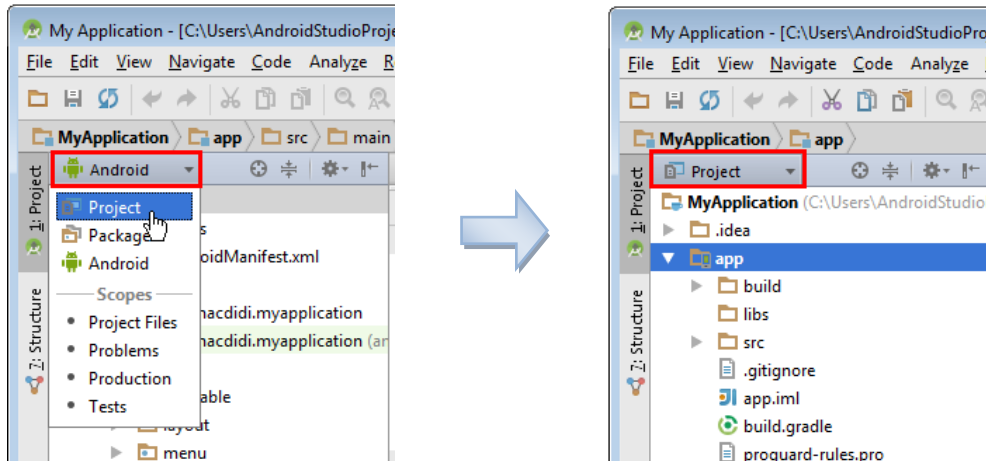 My Application - [C:\Users\AndroidStudioProje
File Edit View Navigate Code Analyze R
MyApplication app src main
1: Project
Android
Project
Package
Android
Scopes
Project Files
Problems
Production
Tests
s
oidManifest.xml
nacdidi.myapplication
nacdidi.myapplication (an
able
layout
menu
7: Structure
My Application - [C:\Users\AndroidStudioPro
File Edit View Navigate Code Analyze
MyApplication app
1: Project
Project
MyApplication (C:\Users\AndroidStudio
.idea
app
build
libs
src
.gitignore
app.iml
build.gradle
proguard-rules.pro
7: Structure